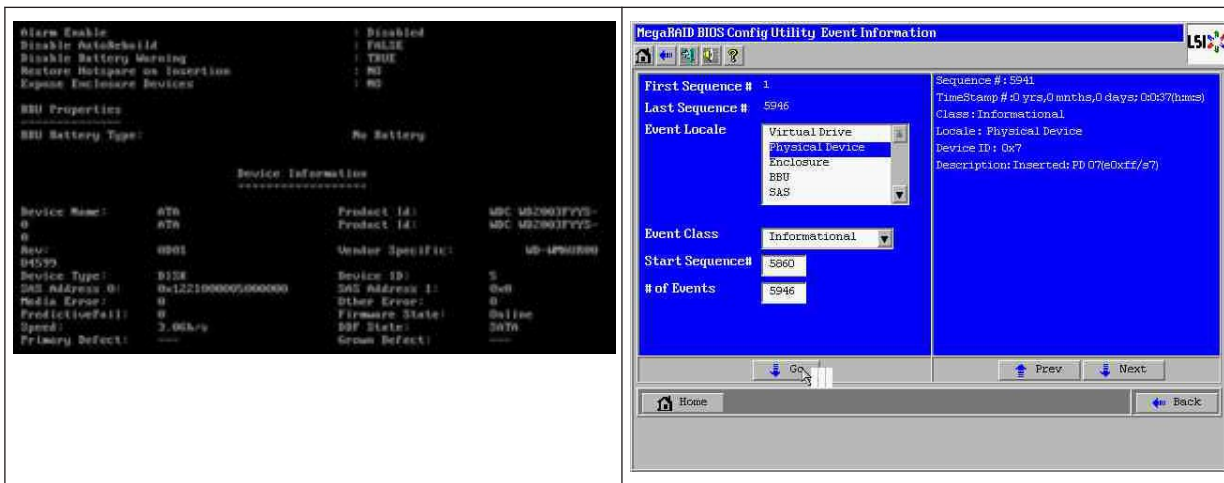 Alarm Enable : Disabled
Disable AutoRebuild : FALSE
Disable Battery Warning : TRUE
Restore Hotspare on Insertion : NO
Expose Enclosure Devices : NO
BBU Properties
BBU Battery Type: No Battery
Device Information
Device Name: ATA Product Id: WDC
0 ATA Product Id: WDC
0
Rev: Vendor Specific:
04599
Device Type: DISK Device ID: 5
SAS Address 0: 0x1221000005000000 SAS Address 1: 0x0
Media Error: 0 Other Error: 0
PredictiveFail: 0 Firmware State: Online
Speed: DDF State: SATA
Primary Defect: --- Grown Defect: ---
MegaRAID BIOS Config Utility Event Information
LSI
First Sequence # 1
Last Sequence # 5946
Event Locale
Virtual Drive
Physical Device
Enclosure
BBU
SAS
Event Class Informational
Start Sequence# 5860
# of Events 5946
Sequence #: 5941
TimeStamp #:0 yrs,0 mnths,0 days; 0:0:37(h:m:s)
Class: Informational
Locale: Physical Device
Device ID: 0x7
Description: Inserted: PD 07(e0xff/s7)
Go
Prev Next
Home Back